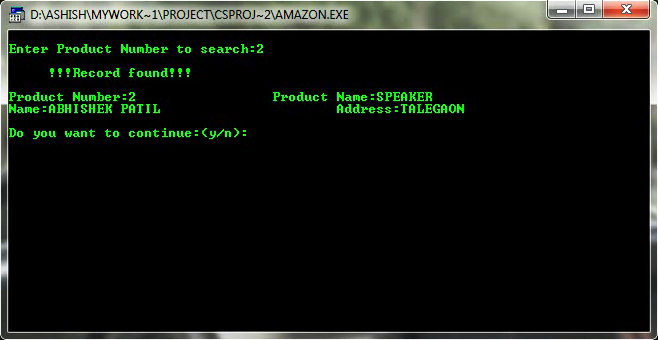 D:\ASHISH\MYWORK~1\PROJECT\CSPROJ~2\AMAZON.EXE
Enter Product Number to search:2
!!!Record found!!!
Product Number:2 Product Name:SPEAKER
Name:ABHISHEK PATIL Address:TALEGAON
Do you want to continue:(y/n):